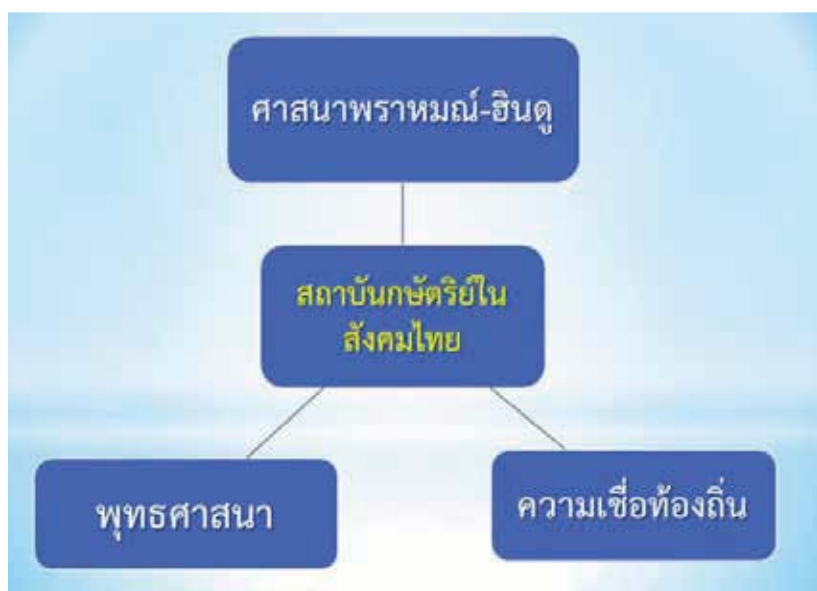 ศาสนาพราหมณ์-ฮินดู
สถาบันกษัตริย์ใน
สังคมไทย
พุทธศาสนา
ความเชื่อท้องถิ่น